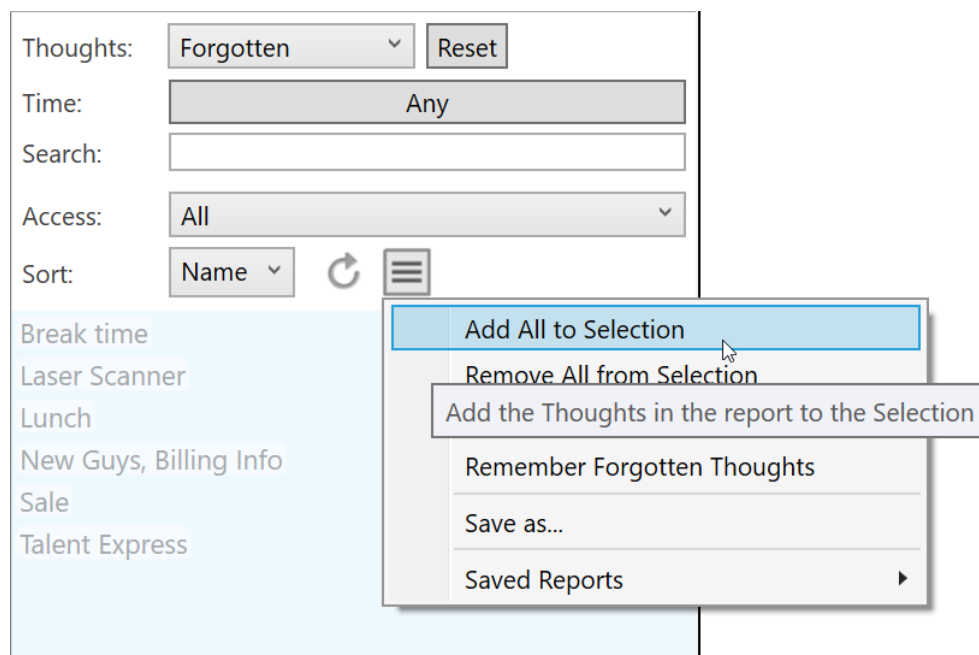 Thoughts: Forgotten Reset
Time: Any
Search:
Access: All
Sort: Name
Add All to Selection
Break time
Remove All from Selection
Laser Scanner
Add the Thoughts in the report to the Selection
Lunch
New Guys, Billing Info
Remember Forgotten Thoughts
Sale
Save as...
Talent Express
Saved Reports